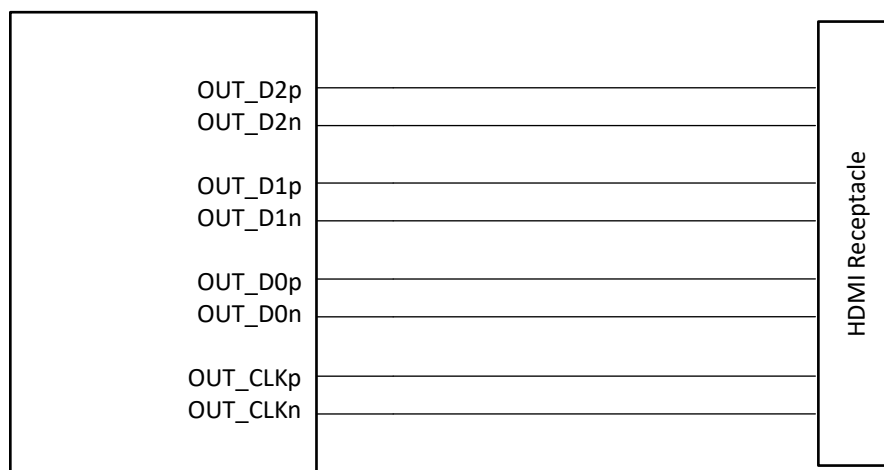 OUT_D2p
OUT_D2n
OUT_D1p
OUT_D1n
OUT_D0p
OUT_D0n
OUT_CLKp
OUT_CLKn
HDMI Receptacle